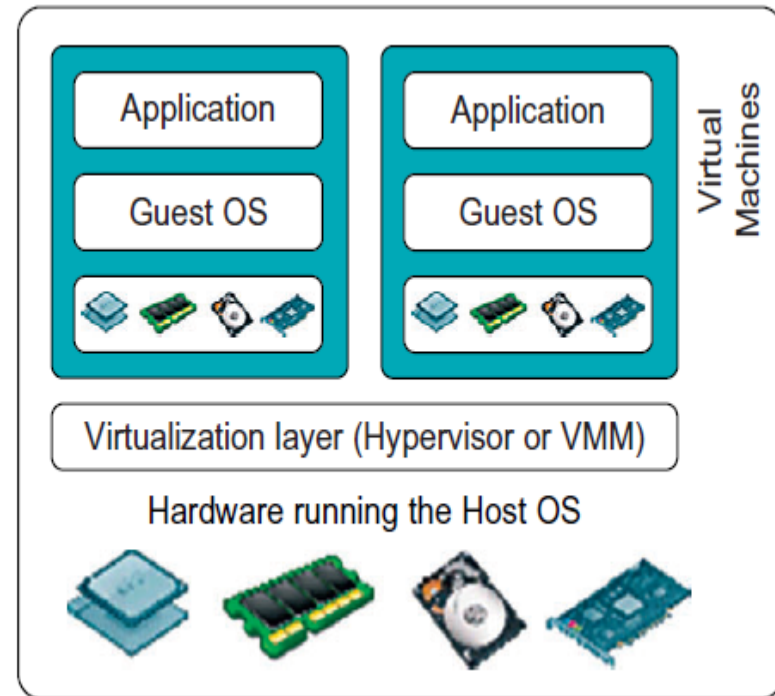 Application
Guest OS
Application
Guest OS
Virtual
Machines
Virtualization layer (Hypervisor or VMM)
Hardware running the Host OS